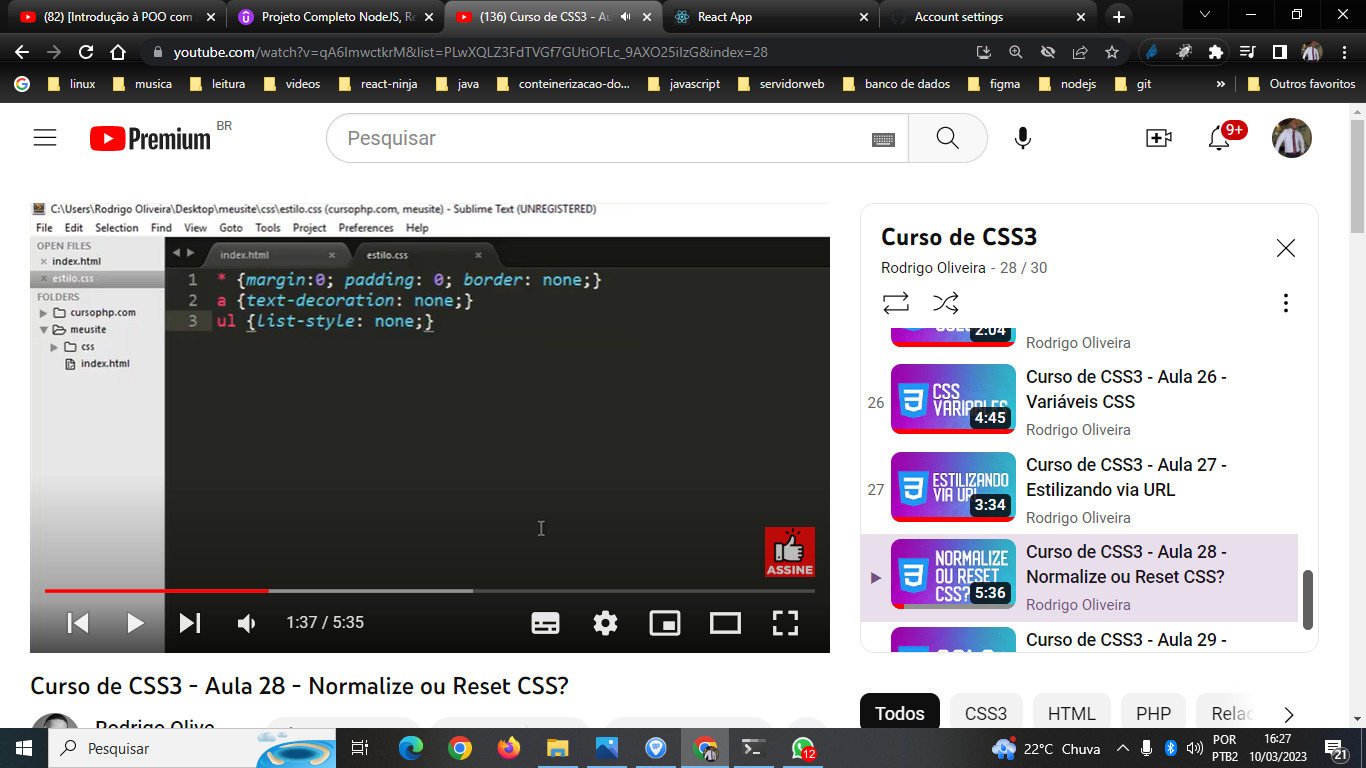 (82) [Introdução à POO com
Projeto Completo NodeJS, Re
(136) Curso de CSS3 - Au
React App
Account settings
youtube.com/watch?v=qA6ImwctkrM&list=PLwXQLZ3FdTVGf7GUtiOFLc_9AXO25iIzG&index=28
linux
musica
leitura
videos
react-ninja
java
conteinerizacao-do...
javascript
servidorweb
banco de dados
figma
nodejs
git
»
Outros favoritos
Premium
BR
Pesquisar
9+
C:\Users\Rodrigo Oliveira\Desktop\meusite\css\estilo.css (cursophp.com, meusite) - Sublime Text (UNREGISTERED)
File Edit Selection Find View Goto Tools Project Preferences Help
OPEN FILES
index.html
estilo.css
FOLDERS
cursophp.com
meusite
css
index.html
index.html
estilo.css
1 * {margin:0; padding: 0; border: none;}
2 a {text-decoration: none;}
3 ul {list-style: none;}
ASSINE
1:37 / 5:35
Curso de CSS3 - Aula 28 - Normalize ou Reset CSS?
Rodrigo Olive
Curso de CSS3
Rodrigo Oliveira - 28 / 30
2:04
Rodrigo Oliveira
26
CSS
VARIABLES
4:45
Curso de CSS3 - Aula 26 -
Variáveis CSS
Rodrigo Oliveira
27
ESTILIZANDO
VIA URL
3:34
Curso de CSS3 - Aula 27 -
Estilizando via URL
Rodrigo Oliveira
NORMALIZE
OU RESET
CSS?
5:36
Curso de CSS3 - Aula 28 -
Normalize ou Reset CSS?
Rodrigo Oliveira
Curso de CSS3 - Aula 29 -
Todos
CSS3
HTML
PHP
Relac
Pesquisar
12
22°C Chuva
POR
PTB2
16:27
10/03/2023
21